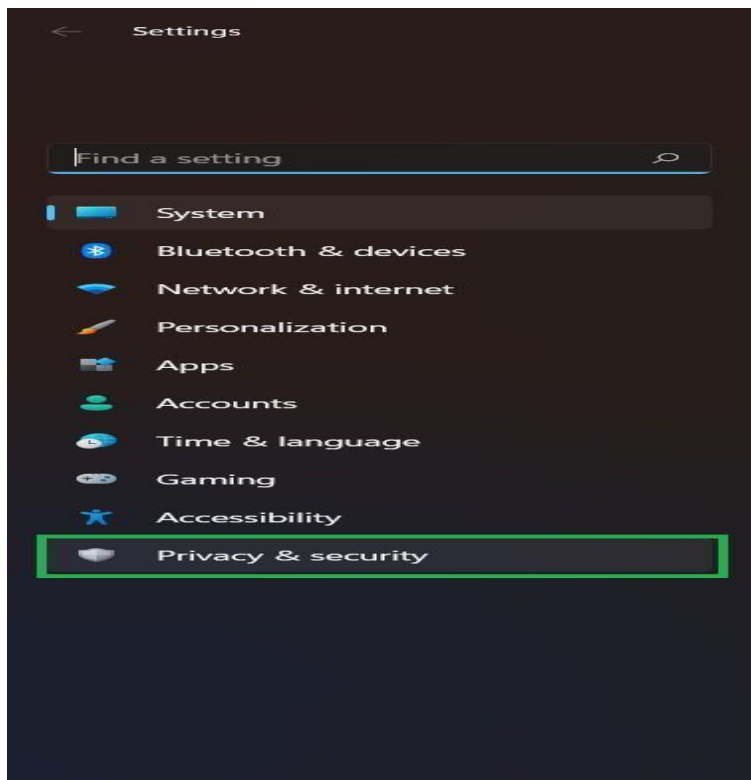 Settings
Find a setting
System
Bluetooth & devices
Network & internet
Personalization
Apps
Accounts
Time & language
Gaming
Accessibility
Privacy & security